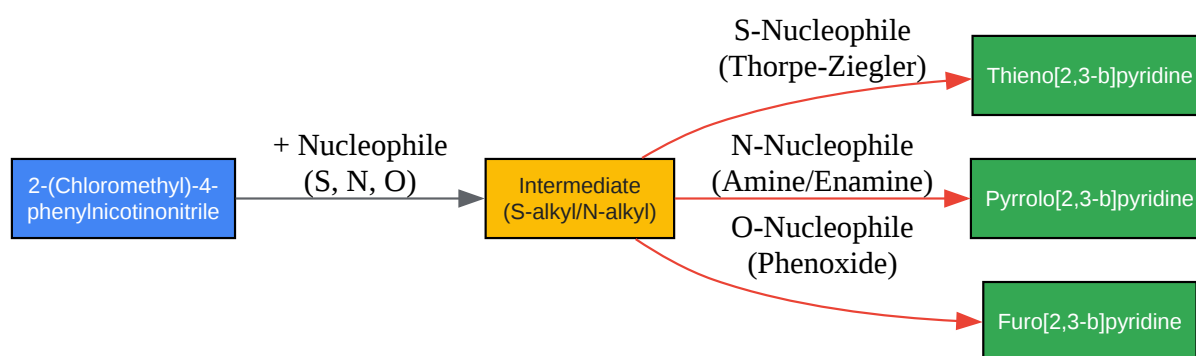 2-(Chloromethyl)-4-
phenylnicotinonitrile
+ Nucleophile
(S, N, O)
Intermediate
(S-alkyl/N-alkyl)
S-Nucleophile
(Thorpe-Ziegler)
Thieno[2,3-b]pyridine
N-Nucleophile
(Amine/Enamine)
Pyrrolo[2,3-b]pyridine
O-Nucleophile
(Phenoxide)
Furo[2,3-b]pyridine